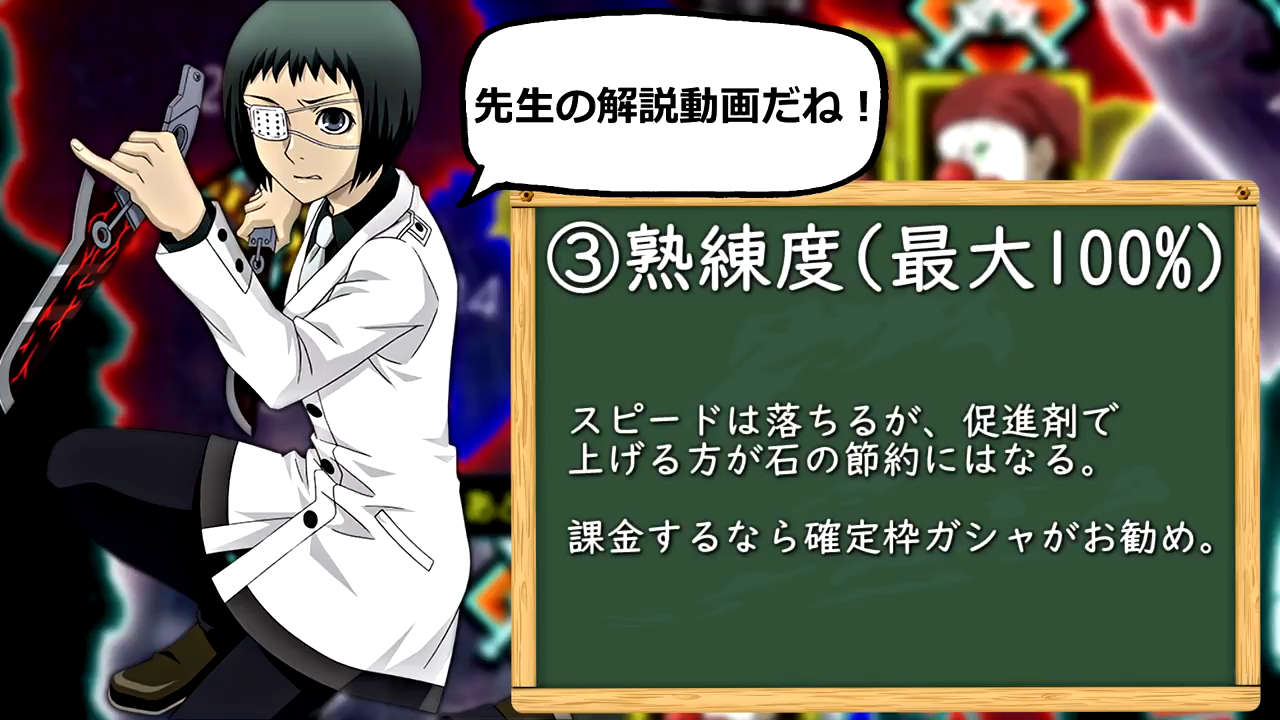 先生の解説動画だね！
③熟練度(最大100%)
スピードは落ちるが、促進剤で
上げる方が石の節約にはなる。
課金するなら確定枠ガシャがお勧め。